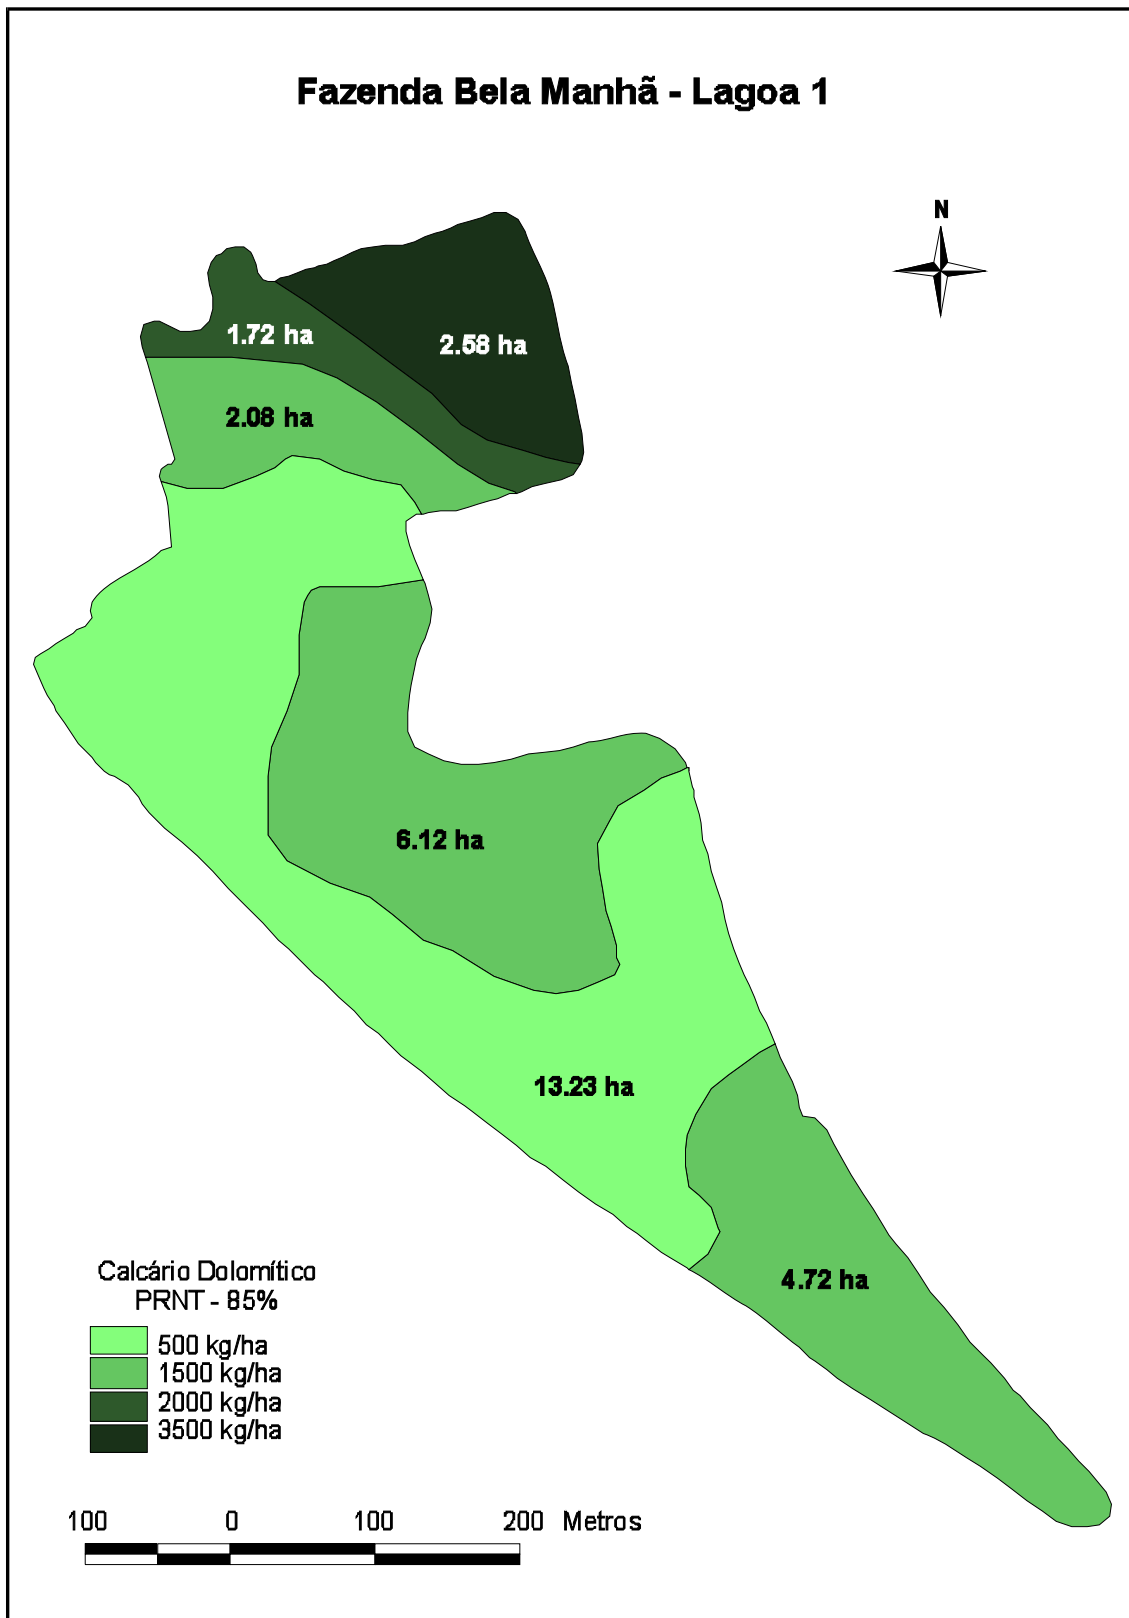 Fazenda Bela Manhã - Lagoa 1
N
1.72 ha
2.58 ha
2.08 ha
6.12 ha
13.23 ha
4.72 ha
Calcário Dolomítico
PRNT - 85%
500 kg/ha
1500 kg/ha
2000 kg/ha
3500 kg/ha
100 0 100 200 Metros